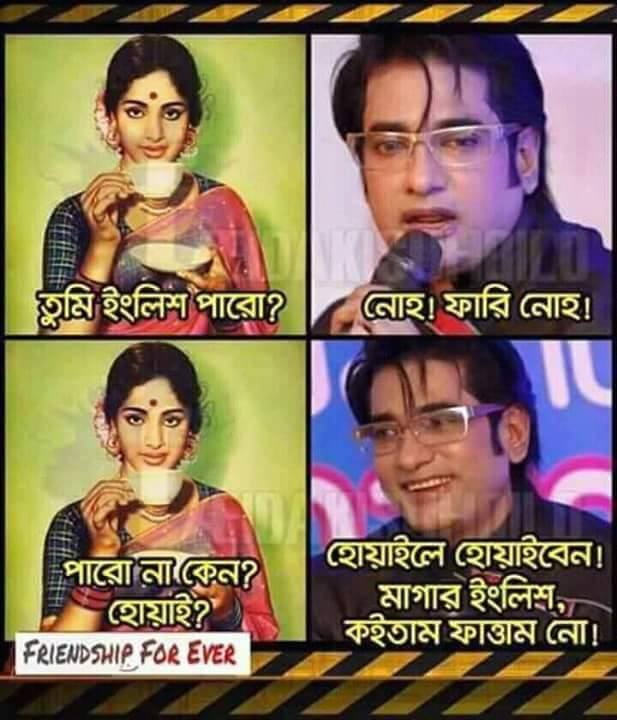 তুমি ইংলিশ পারো?
নোহ! ফারি নোহ!
পারো না কেন?
হোয়াই?
হোয়াইলে হোয়াইবেন!
মাগার ইংলিশ,
কইতাম ফাত্তাম নো!
FRIENDSHIP FOR EVER